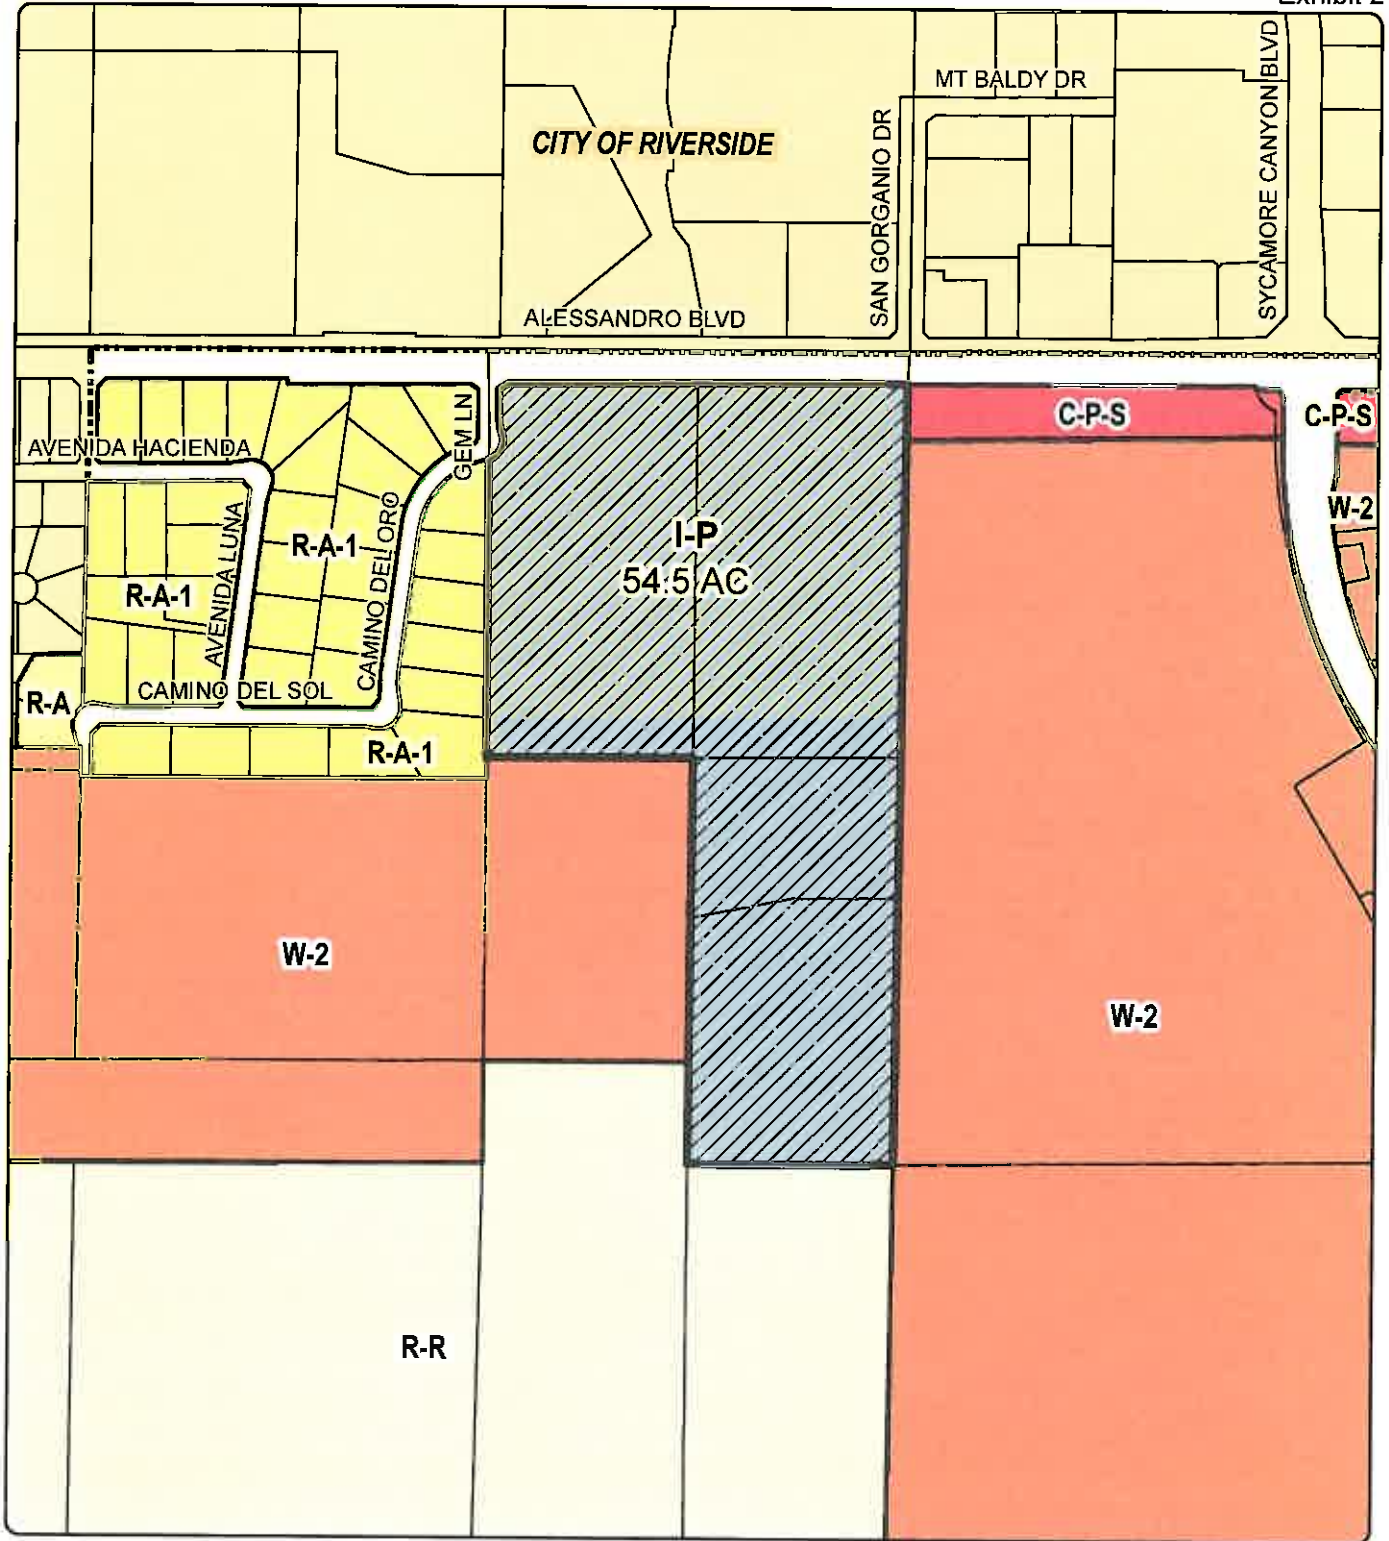 Exhibit 2
MT BALDY DR
SYCAMORE CANYON BLVD
CITY OF RIVERSIDE
SAN GORGANIO DR
ALESSANDRO BLVD
C-P-S
C-P-S
GEM LN
AVENIDA HACIENDA
W-2
I-P
54.5 AC
R-A-1
CAMINO DEL ORO
AVENIDA LUNA
R-A-1
CAMINO DEL SOL
R-A
R-A-1
W-2
W-2
R-R